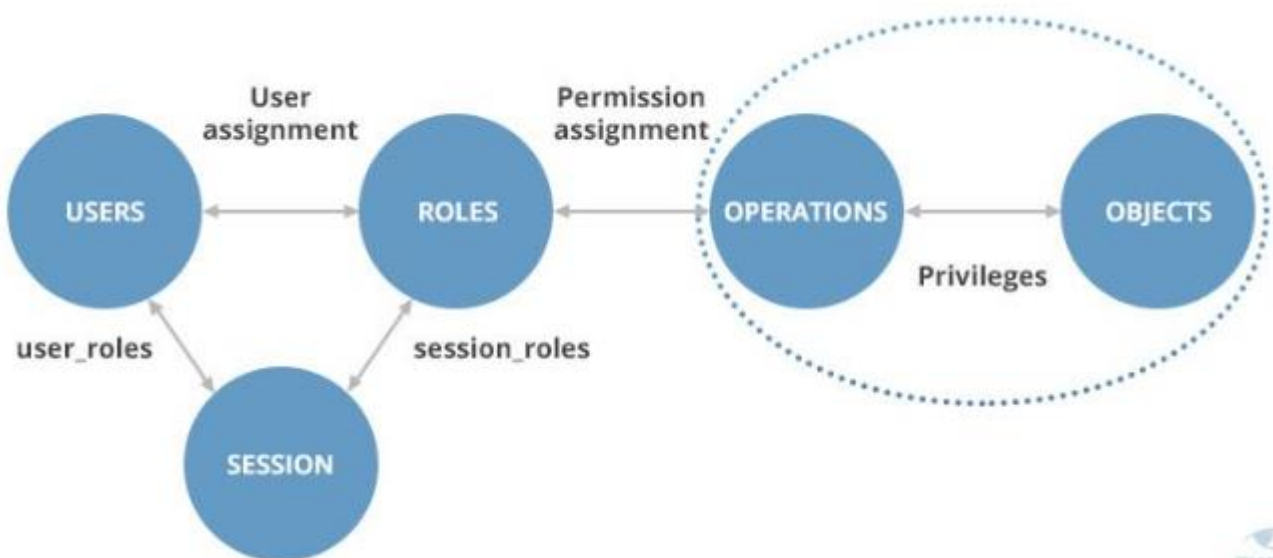 User
assignment
Permission
assignment
USERS
ROLES
OPERATIONS
OBJECTS
Privileges
user_roles
session_roles
SESSION